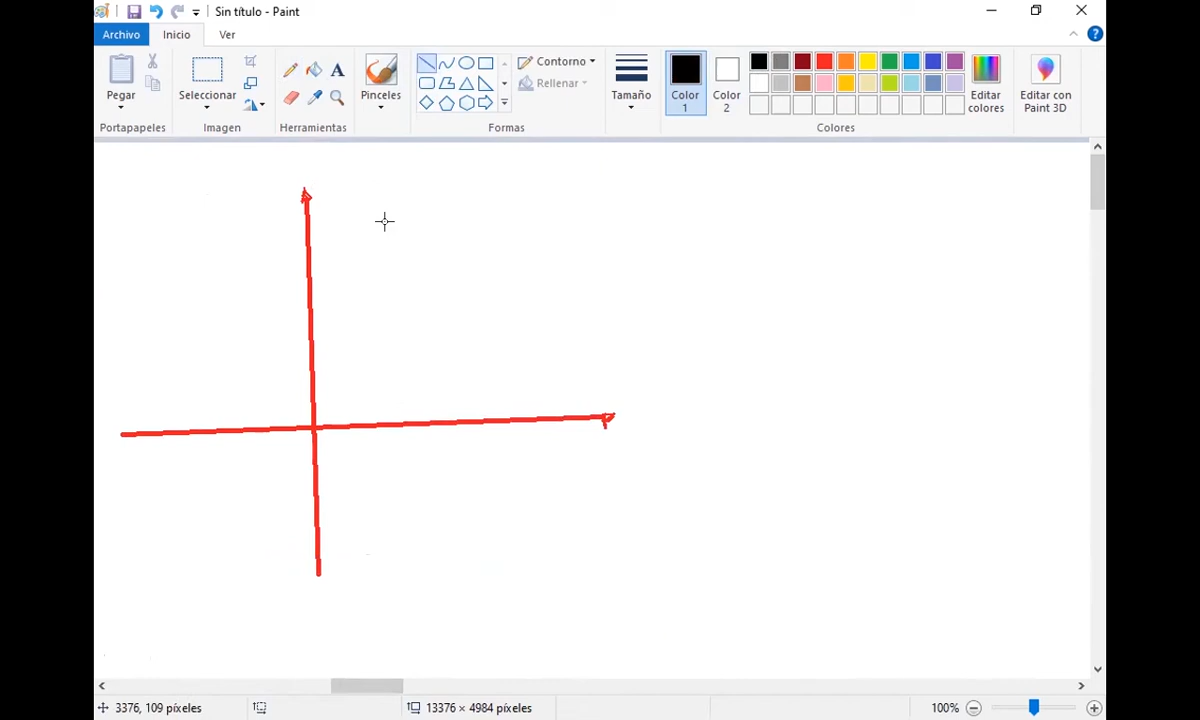 Sin título - Paint
Archivo Inicio Ver
Pegar
Portapapeles
Seleccionar
Imagen
A
Herramientas
Pinceles
Contorno
Rellenar
Formas
Tamaño
Color
1
Color
2
Editar
colores
Colores
Editar con
Paint 3D
3376, 109 píxeles
13376 × 4984 píxeles
100%